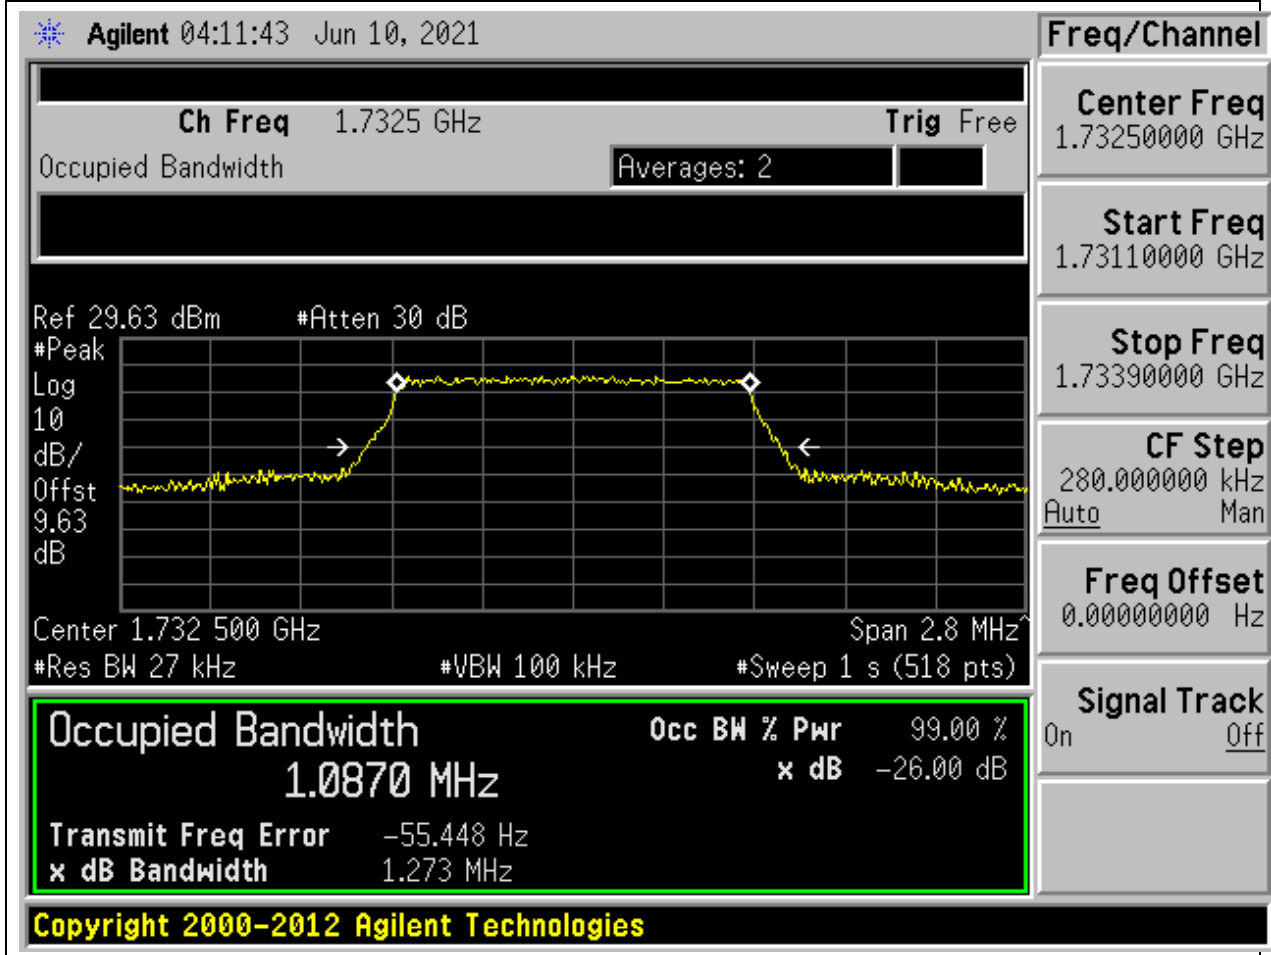 Agilent 04:11:43 Jun 10, 2021
Freq/Channel
Ch Freq 1.7325 GHz Trig Free
Occupied Bandwidth Averages: 2
Ref 29.63 dBm #Atten 30 dB
#Peak
Log
10
dB/
Offst
9.63
dB
Center 1.732 500 GHz Span 2.8 MHz^
#Res BW 27 kHz #VBW 100 kHz #Sweep 1 s (518 pts)
Occupied Bandwidth Occ BW % Pwr 99.00 %
1.0870 MHz x dB -26.00 dB
Transmit Freq Error -55.448 Hz
x dB Bandwidth 1.273 MHz
Center Freq
1.73250000 GHz
Start Freq
1.73110000 GHz
Stop Freq
1.73390000 GHz
CF Step
280.000000 kHz
Auto Man
Freq Offset
0.00000000 Hz
Signal Track
On Off
Copyright 2000-2012 Agilent Technologies